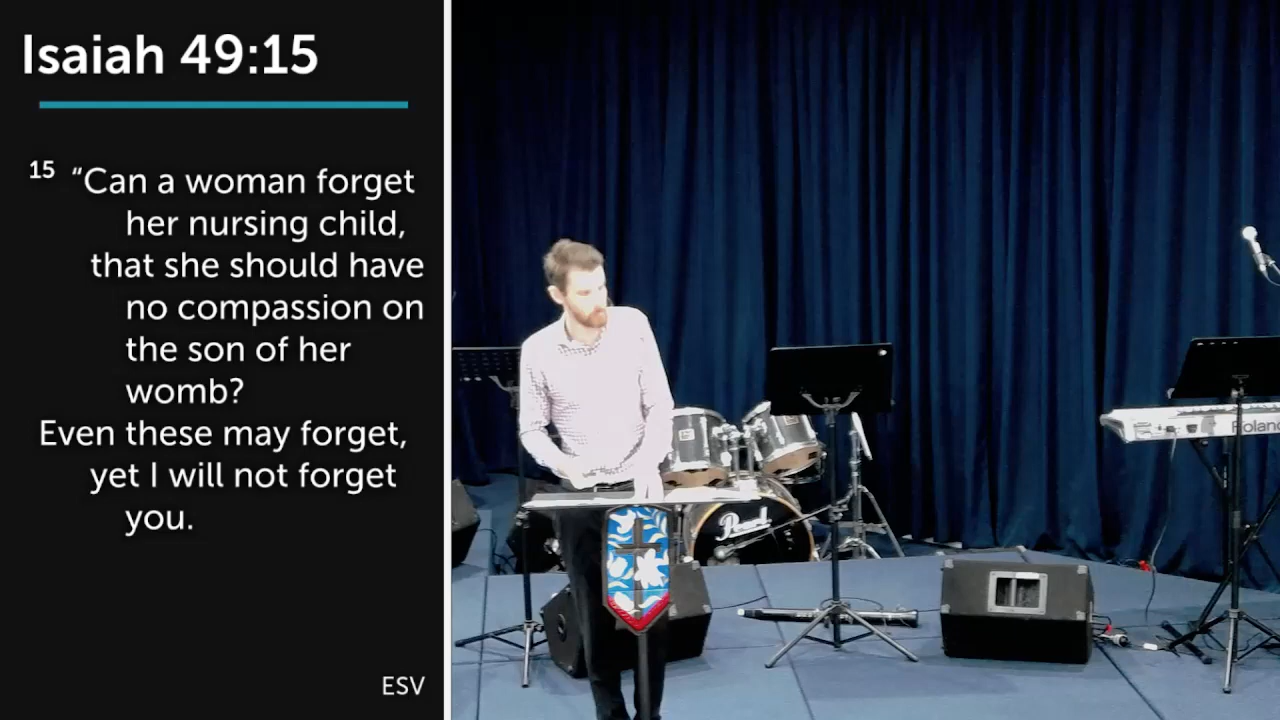 Isaiah 49:15
15 “Can a woman forget
her nursing child,
that she should have
no compassion on
the son of her
womb?
Even these may forget,
yet I will not forget
you.
ESV
Pearl
Roland